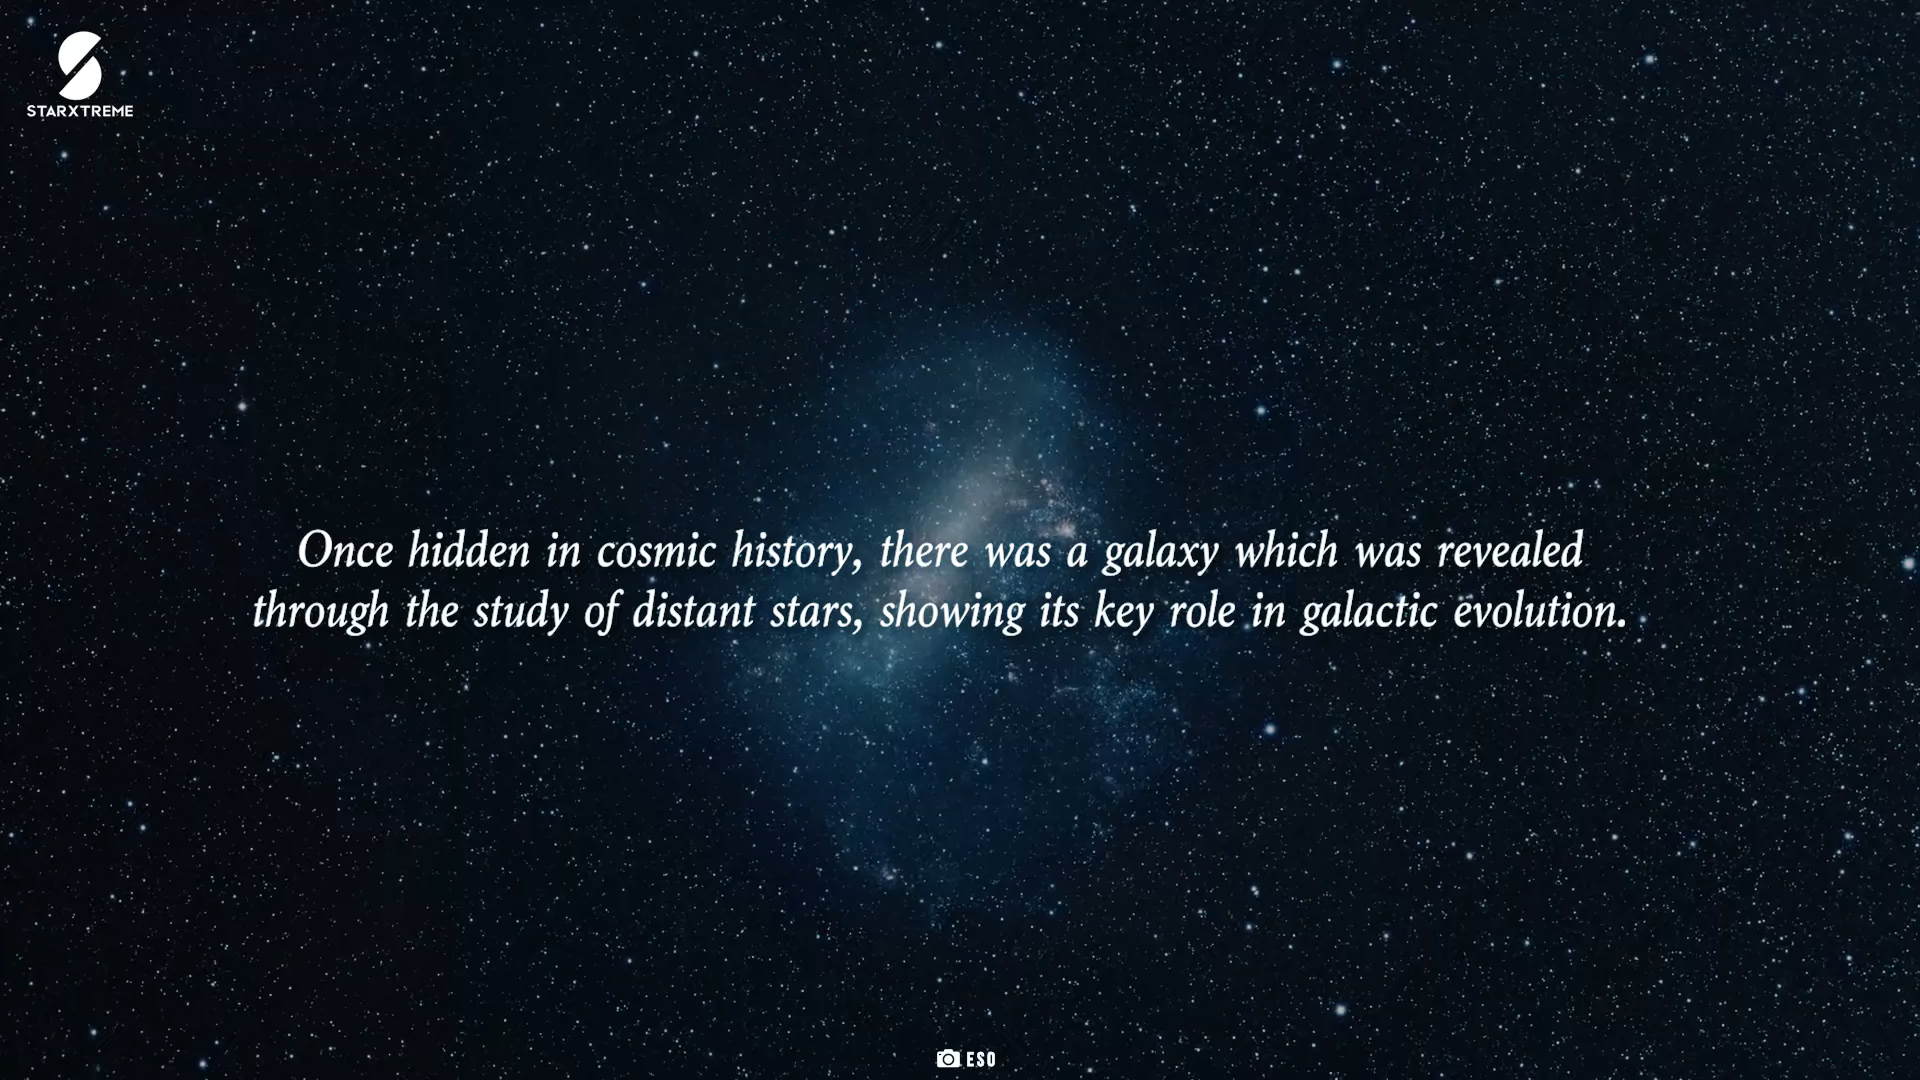 STARXTREME
Once hidden in cosmic history, there was a galaxy which was revealed
through the study of distant stars, showing its key role in galactic evolution.
ESO